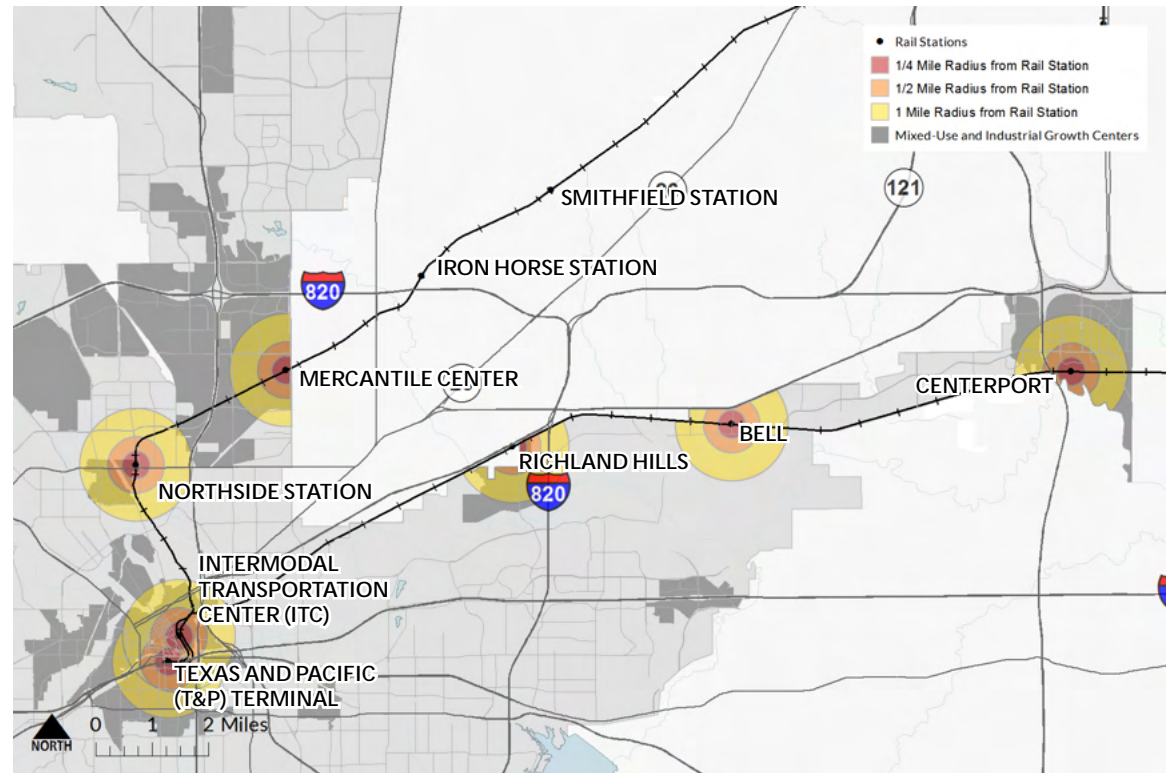 Rail Stations
1/4 Mile Radius from Rail Station
1/2 Mile Radius from Rail Station
1 Mile Radius from Rail Station
Mixed-Use and Industrial Growth Centers
121
SMITHFIELD STATION
IRON HORSE STATION
820
MERCANTILE CENTER
CENTERPORT
BELL
RICHLAND HILLS
820
NORTHSIDE STATION
INTERMODAL
TRANSPORTATION
CENTER (ITC)
TEXAS AND PACIFIC
(T&P) TERMINAL
0 1 2 Miles
NORTH